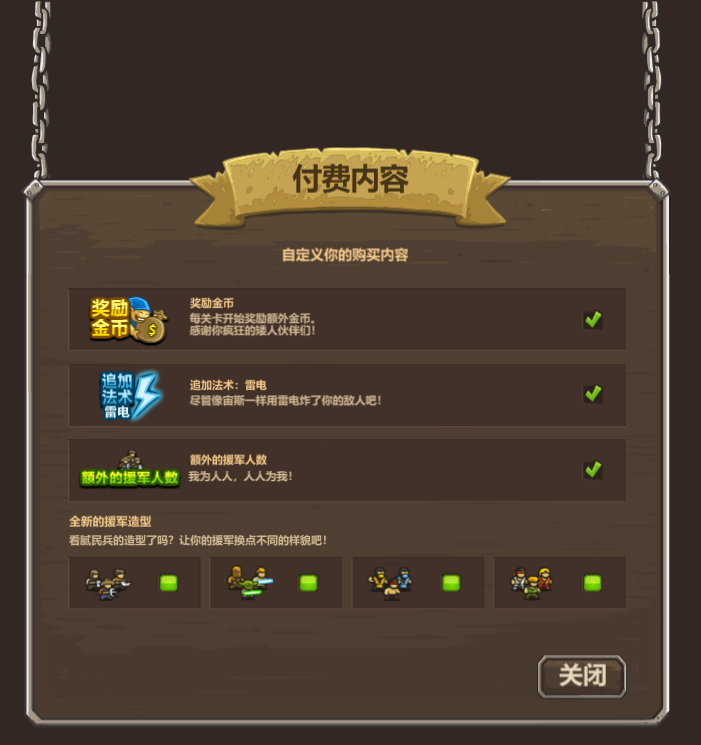 付费内容
自定义你的购买内容
奖励
金币
奖励金币
每关卡开始奖励额外金币。
感谢你疯狂的矮人伙伴们！
$
追加
法术
雷电
追加法术：雷电
尽管像宙斯一样用雷电炸了你的敌人吧！
额外的援军人数
额外的援军人数
我为人人，人人为我！
全新的援军造型
看腻民兵的造型了吗？让你的援军换点不同的样貌吧！
关闭